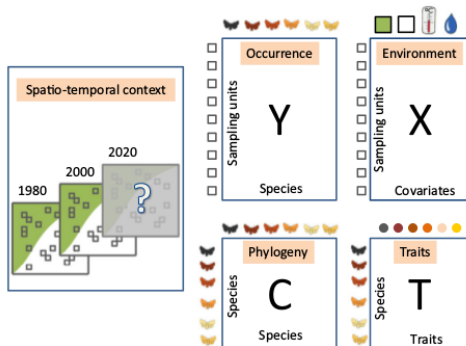 Spatio-temporal context
1980
2000
2020
?
Occurrence
Y
Sampling units
Species
Environment
X
Sampling units
Covariates
Phylogeny
C
Species
Species
Traits
T
Species
Traits